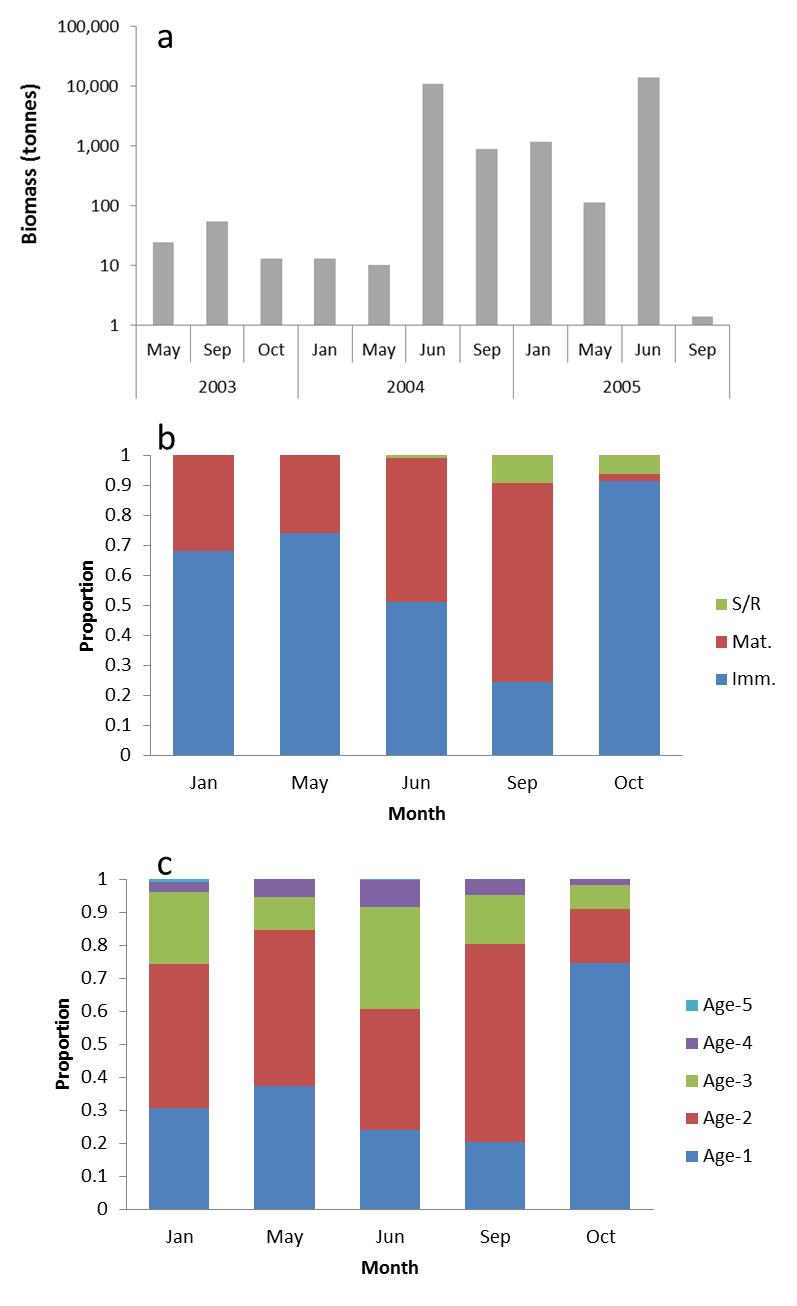 a
Biomass (tonnes)
100,000
10,000
1,000
100
10
1
May Sep Oct Jan May Jun Sep Jan May Jun Sep
2003 2004 2005
b
Proportion
1
0.9
0.8
0.7
0.6
0.5
0.4
0.3
0.2
0.1
0
Jan May Jun Sep Oct
Month
S/R
Mat.
Imm.
c
Proportion
1
0.9
0.8
0.7
0.6
0.5
0.4
0.3
0.2
0.1
0
Jan May Jun Sep Oct
Month
Age-5
Age-4
Age-3
Age-2
Age-1